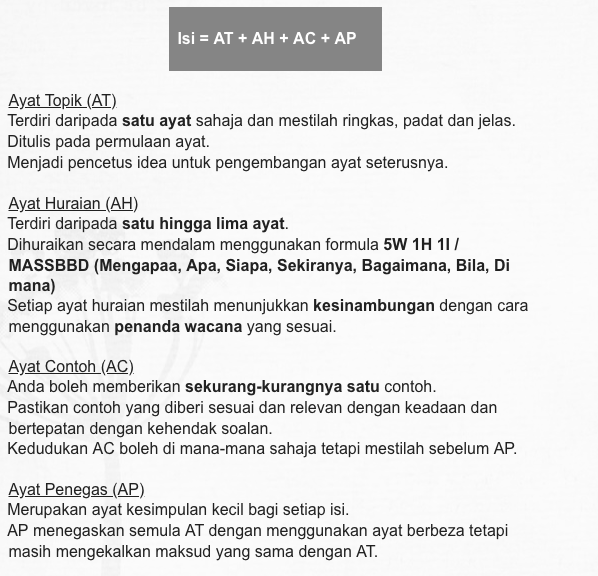 Isi = AT + AH + AC + AP
Ayat Topik (AT)
Terdiri daripada satu ayat sahaja dan mestilah ringkas, padat dan jelas.
Ditulis pada permulaan ayat.
Menjadi pencetus idea untuk pengembangan ayat seterusnya.
Ayat Huraian (AH)
Terdiri daripada satu hingga lima ayat.
Dihuraikan secara mendalam menggunakan formula 5W 1H 1I /
MASSBBD (Mengapaa, Apa, Siapa, Sekiranya, Bagaimana, Bila, Di
mana)
Setiap ayat huraian mestilah menunjukkan kesinambungan dengan cara
menggunakan penanda wacana yang sesuai.
Ayat Contoh (AC)
Anda boleh memberikan sekurang-kurangnya satu contoh.
Pastikan contoh yang diberi sesuai dan relevan dengan keadaan dan
bertepatan dengan kehendak soalan.
Kedudukan AC boleh di mana-mana sahaja tetapi mestilah sebelum AP.
Ayat Penegas (AP)
Merupakan ayat kesimpulan kecil bagi setiap isi.
AP menegaskan semula AT dengan menggunakan ayat berbeza tetapi
masih mengekalkan maksud yang sama dengan AT.